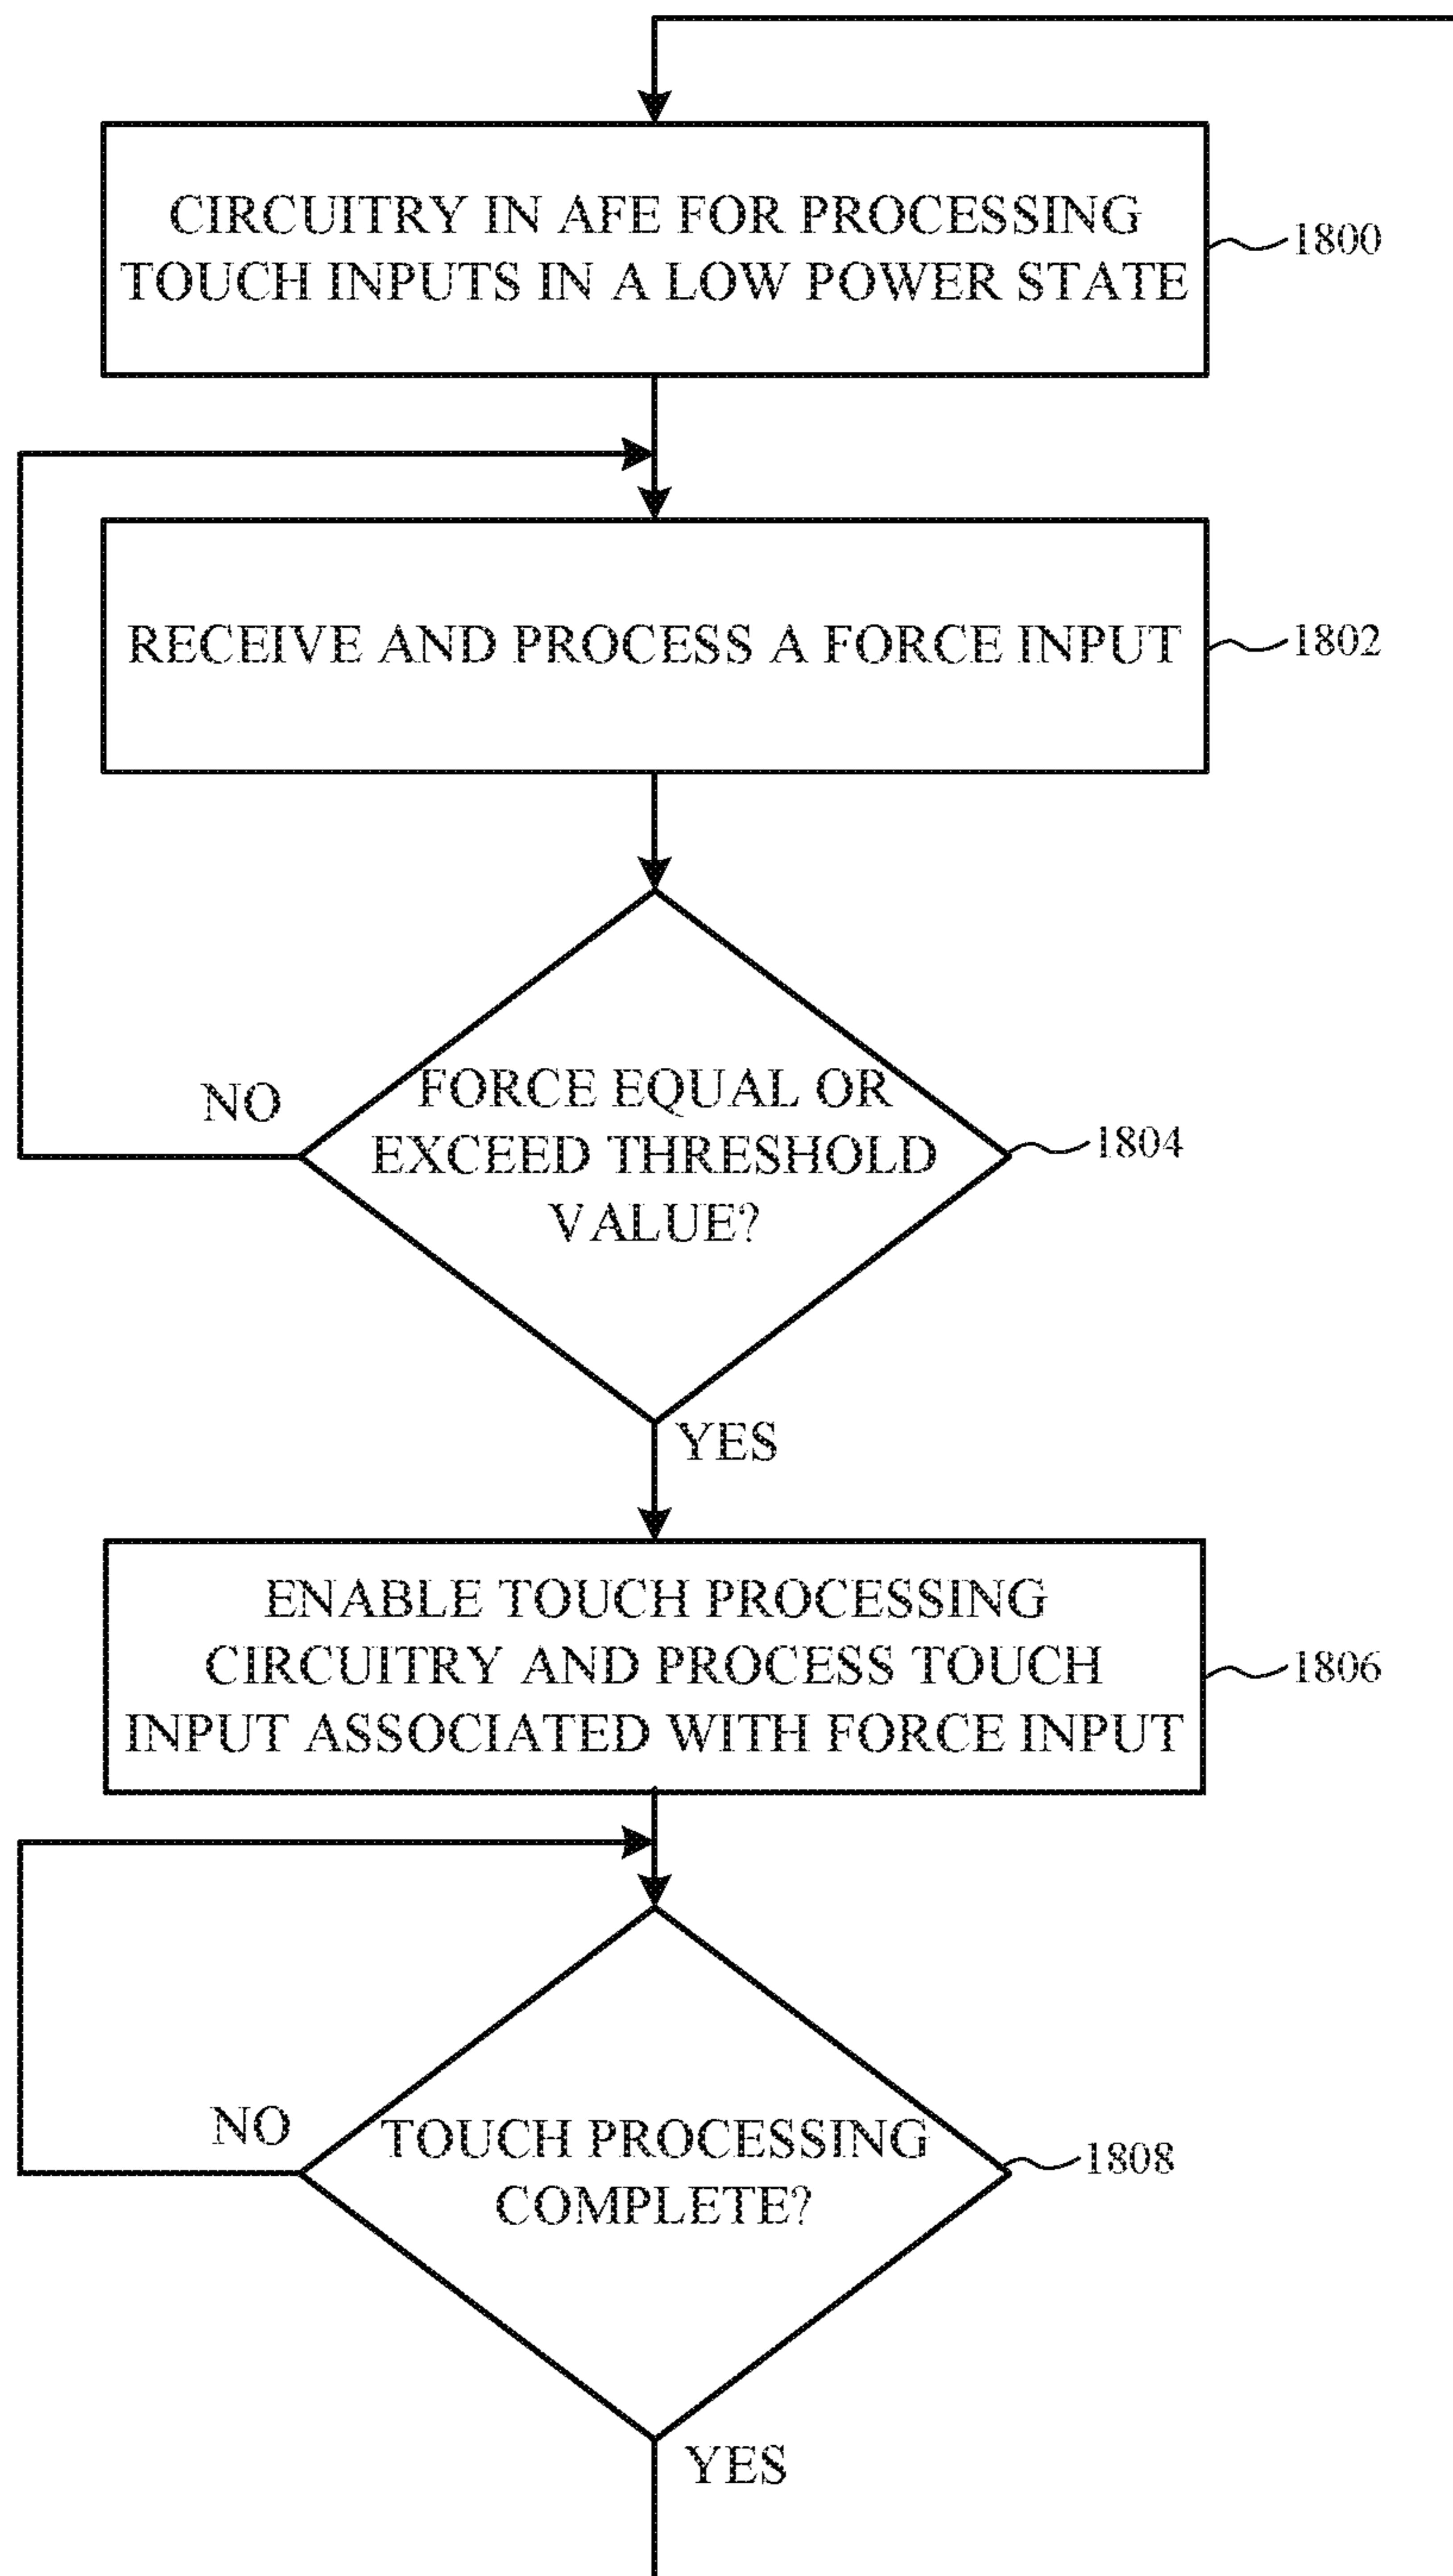 CIRCUITRY IN AFE FOR PROCESSING
TOUCH INPUTS IN A LOW POWER STATE
1800
RECEIVE AND PROCESS A FORCE INPUT
1802
FORCE EQUAL OR
EXCEED THRESHOLD
VALUE?
NO
1804
YES
ENABLE TOUCH PROCESSING
CIRCUITRY AND PROCESS TOUCH
INPUT ASSOCIATED WITH FORCE INPUT
1806
TOUCH PROCESSING
COMPLETE?
NO
1808
YES